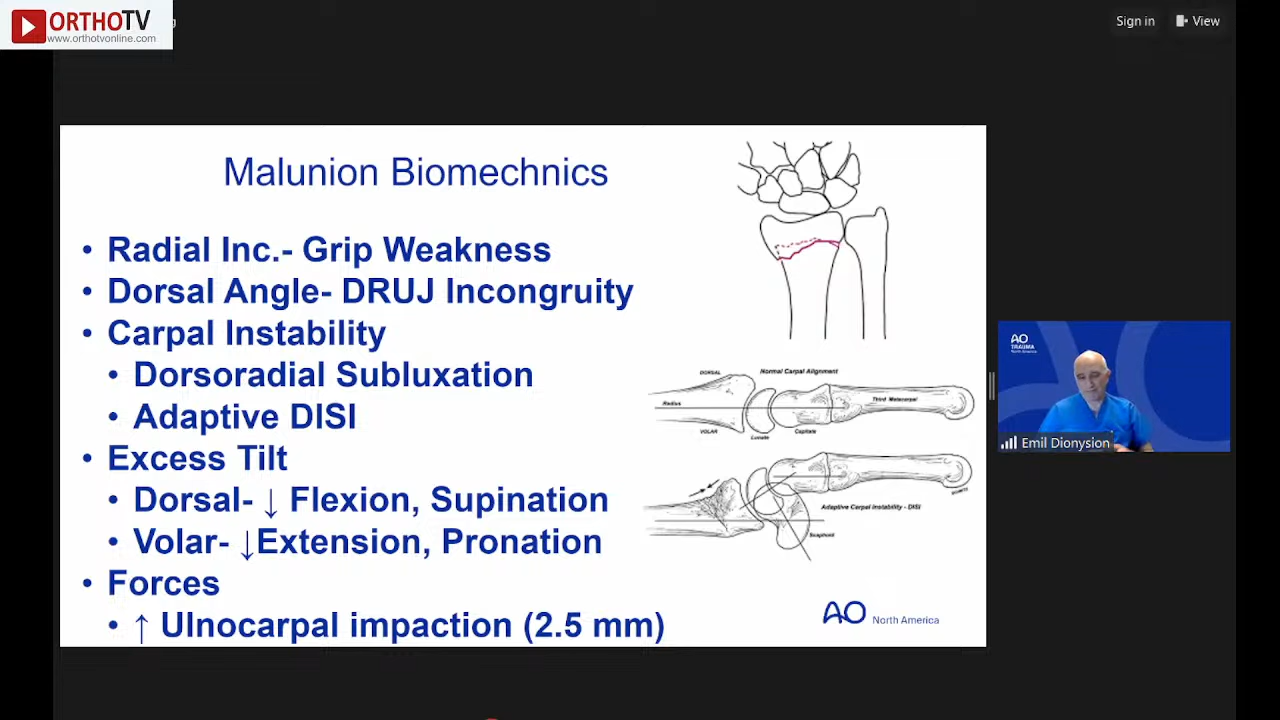 ORTHOTV
www.orthotvonline.com
Sign in
View
Malunion Biomechnics
• Radial Inc.- Grip Weakness
• Dorsal Angle- DRUJ Incongruity
• Carpal Instability
• Dorsoradial Subluxation
• Adaptive DISI
• Excess Tilt
• Dorsal- ↓ Flexion, Supination
• Volar- ↓Extension, Pronation
• Forces
• ↑ Ulnocarpal impaction (2.5 mm)
DORSAL
Normal Carpal Alignment
Radius
Third Metacarpal
VOLAR
Lunate
Capitate
Adaptive Carpal Instability - DISI
Scaphoid
AO North America
AO
TRAUMA
North America
Emil Dionysion